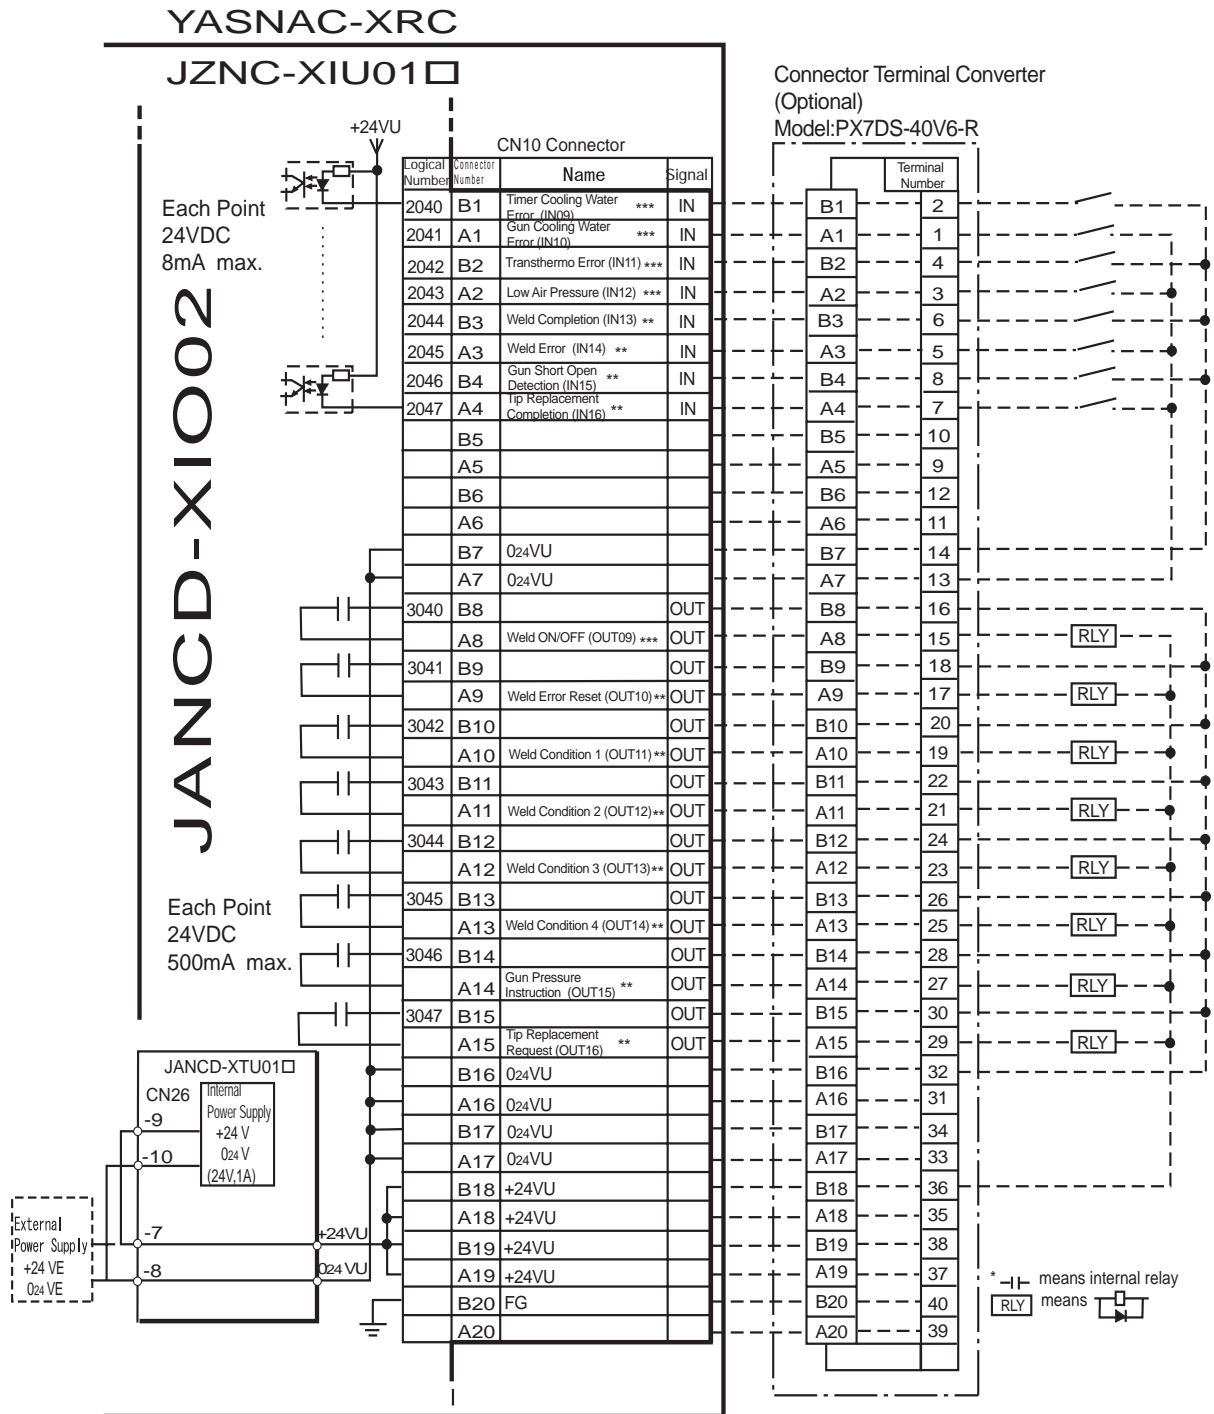 YASNAC-XRC
JZNC-XIU01□
Connector Terminal Converter
(Optional)
Model:PX7DS-40V6-R
+24VU
CN10 Connector
Logical Number Connector Number Name Signal
Terminal Number
JANCD-XIO02
Each Point
24VDC
8mA max.
2040 B1 Timer Cooling Water Error (IN09) *** IN B1 2
2041 A1 Gun Cooling Water Error (IN10) *** IN A1 1
2042 B2 Transthermo Error (IN11) *** IN B2 4
2043 A2 Low Air Pressure (IN12) *** IN A2 3
2044 B3 Weld Completion (IN13) ** IN B3 6
2045 A3 Weld Error (IN14) ** IN A3 5
2046 B4 Gun Short Open Detection (IN15) ** IN B4 8
2047 A4 Tip Replacement Completion (IN16) ** IN A4 7
B5 B5 10
A5 A5 9
B6 B6 12
A6 A6 11
B7 024VU B7 14
A7 024VU A7 13
3040 B8 OUT B8 16
A8 Weld ON/OFF (OUT09) *** OUT A8 15 RLY
3041 B9 OUT B9 18
A9 Weld Error Reset (OUT10) ** OUT A9 17 RLY
3042 B10 OUT B10 20
A10 Weld Condition 1 (OUT11) ** OUT A10 19 RLY
3043 B11 OUT B11 22
A11 Weld Condition 2 (OUT12) ** OUT A11 21 RLY
3044 B12 OUT B12 24
A12 Weld Condition 3 (OUT13) ** OUT A12 23 RLY
3045 B13 OUT B13 26
A13 Weld Condition 4 (OUT14) ** OUT A13 25 RLY
3046 B14 OUT B14 28
A14 Gun Pressure Instruction (OUT15) ** OUT A14 27 RLY
3047 B15 OUT B15 30
A15 Tip Replacement Request (OUT16) ** OUT A15 29 RLY
B16 024VU B16 32
A16 024VU A16 31
B17 024VU B17 34
A17 024VU A17 33
B18 +24VU B18 36
A18 +24VU A18 35
B19 +24VU B19 38
A19 +24VU A19 37
B20 FG B20 40
A20 A20 39
Each Point
24VDC
500mA max.
JANCD-XTU01□
CN26
-9
-10
-7
-8
Internal
Power Supply
+24 V
024 V
(24V,1A)
External
Power Supply
+24 VE
024 VE
+24VU
024 VU
* means internal relay
RLY means